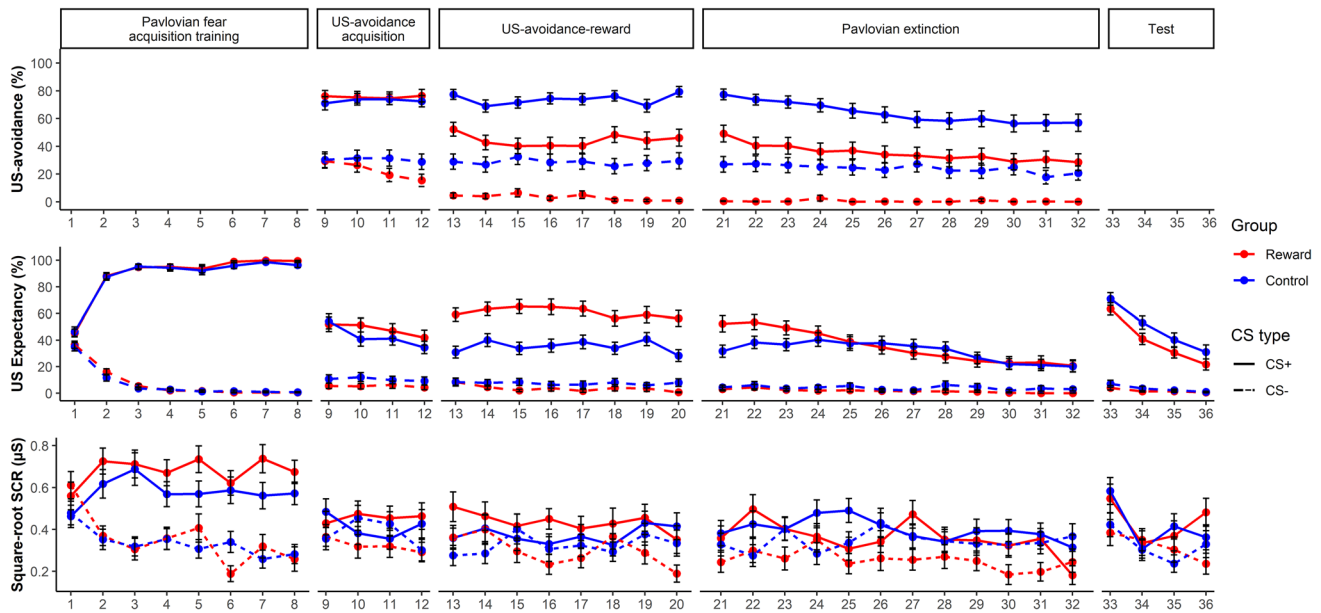 Pavlovian fear
acquisition training
US-avoidance
acquisition
US-avoidance-reward
Pavlovian extinction
Test
US-avoidance (%)
100
80
60
40
20
0
1 2 3 4 5 6 7 8
9 10 11 12
13 14 15 16 17 18 19 20
21 22 23 24 25 26 27 28 29 30 31 32
33 34 35 36
US Expectancy (%)
100
80
60
40
20
0
1 2 3 4 5 6 7 8
9 10 11 12
13 14 15 16 17 18 19 20
21 22 23 24 25 26 27 28 29 30 31 32
33 34 35 36
Square-root SCR (µS)
0.8
0.6
0.4
0.2
1 2 3 4 5 6 7 8
9 10 11 12
13 14 15 16 17 18 19 20
21 22 23 24 25 26 27 28 29 30 31 32
33 34 35 36
Group
Reward
Control
CS type
CS+
CS-